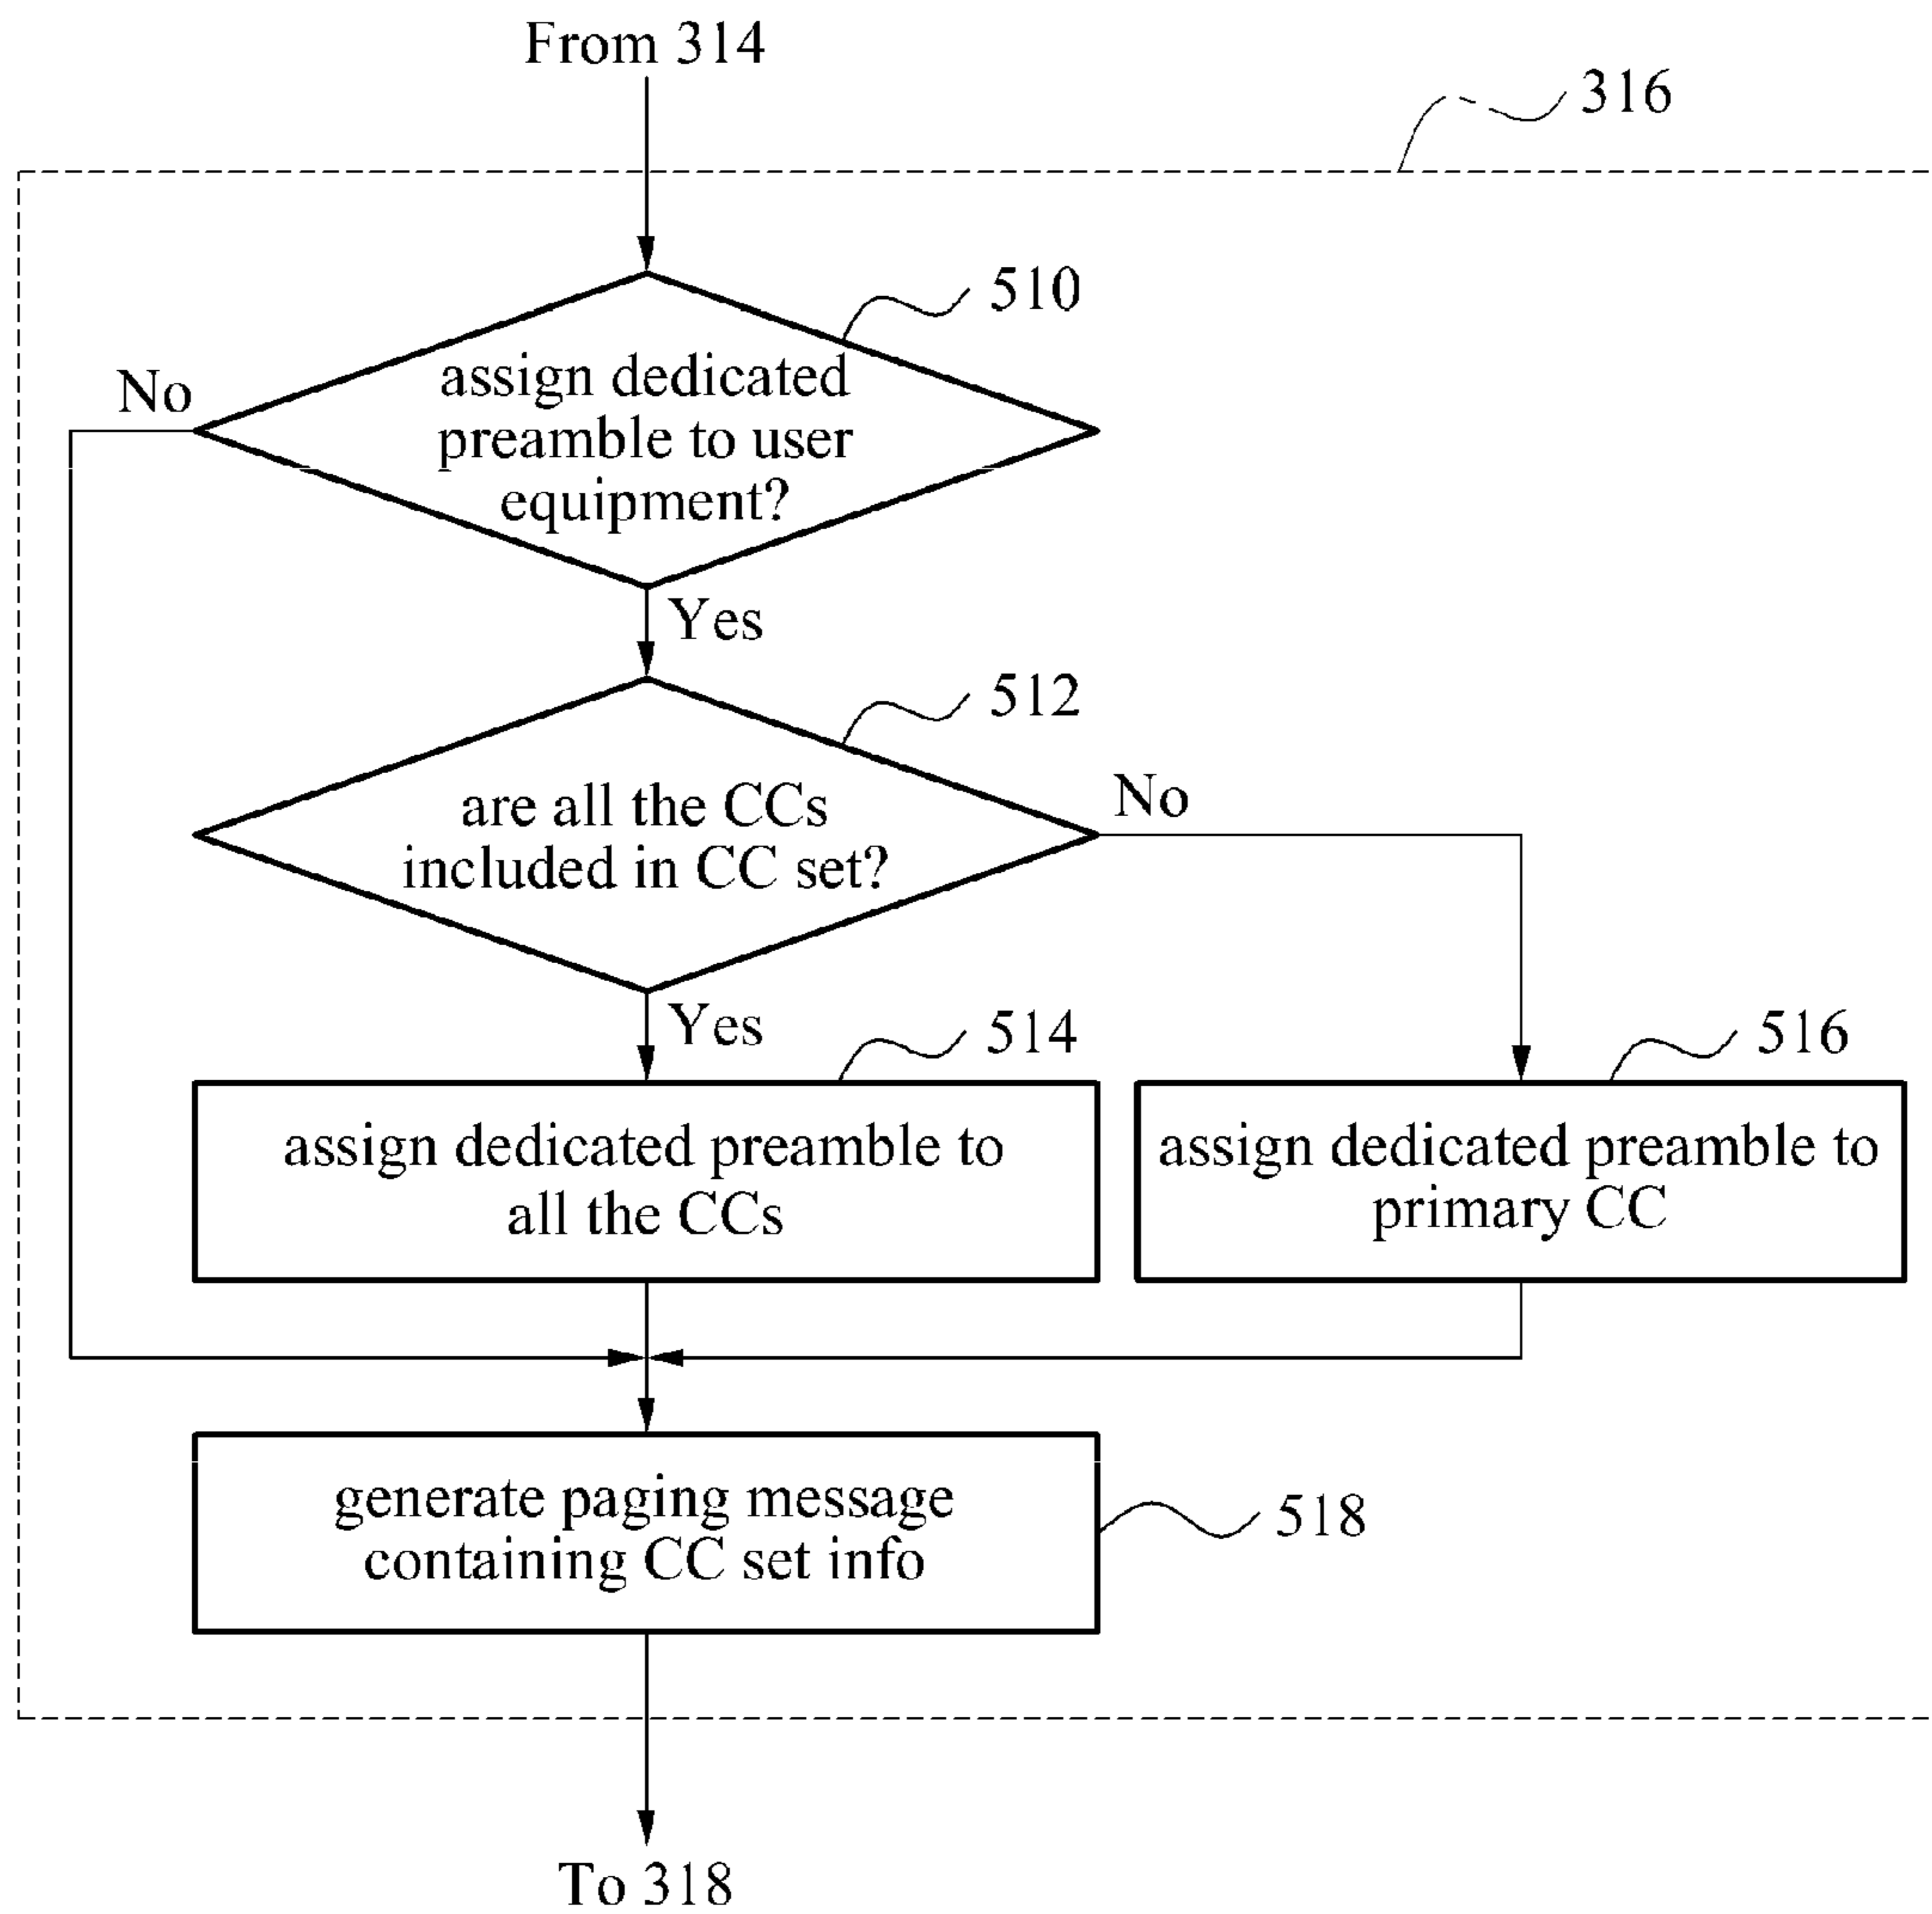 From 314
316
510
No
assign dedicated
preamble to user
equipment?
Yes
512
are all the CCs
included in CC set?
No
Yes
514
516
assign dedicated preamble to
all the CCs
assign dedicated preamble to
primary CC
generate paging message
containing CC set info
518
To 318